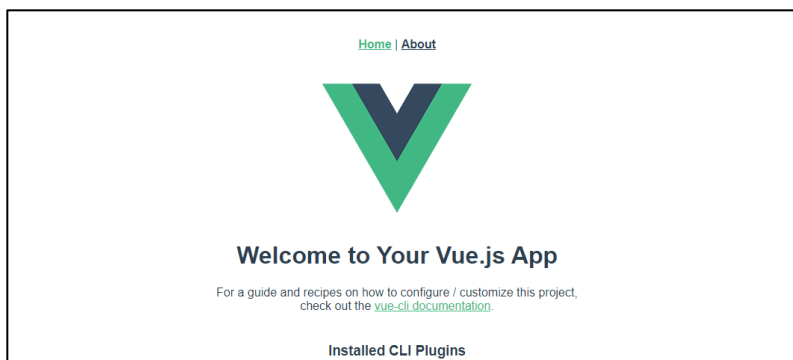 Home | About
Welcome to Your Vue.js App
For a guide and recipes on how to configure / customize this project,
check out the vue-cli documentation.
Installed CLI Plugins